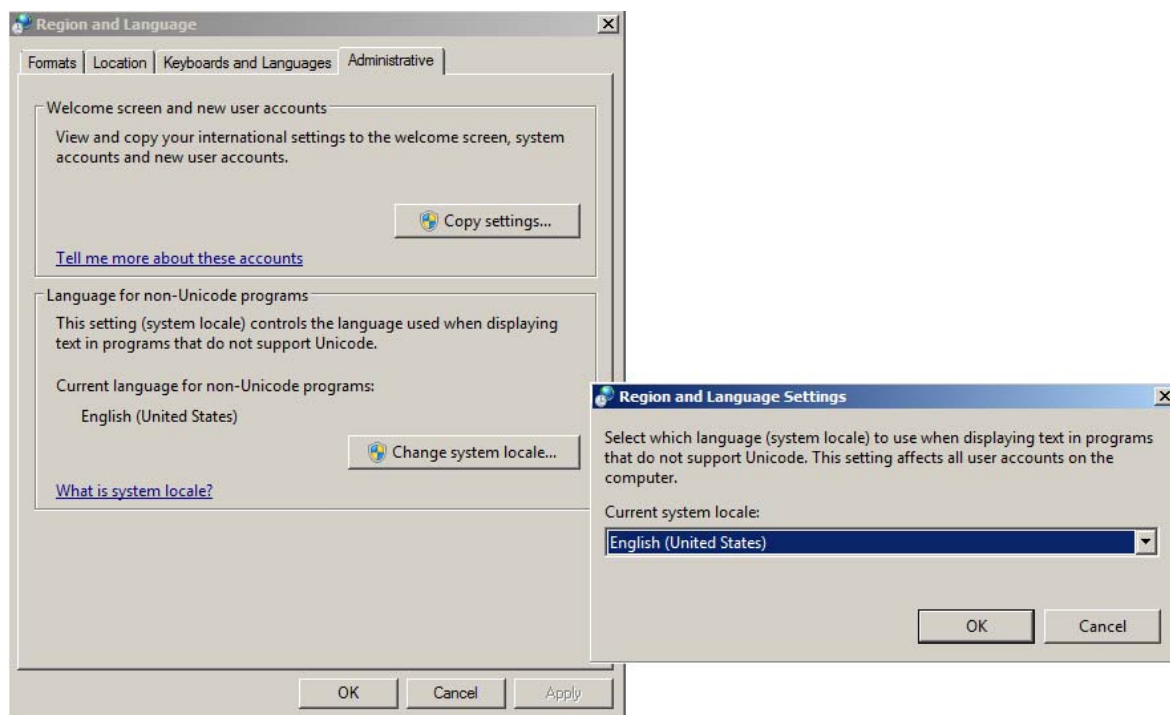 Region and Language
Formats
Location
Keyboards and Languages
Administrative
Welcome screen and new user accounts
View and copy your international settings to the welcome screen, system
accounts and new user accounts.
Copy settings...
Tell me more about these accounts
Language for non-Unicode programs
This setting (system locale) controls the language used when displaying
text in programs that do not support Unicode.
Current language for non-Unicode programs:
English (United States)
Change system locale...
What is system locale?
OK
Cancel
Apply
Region and Language Settings
Select which language (system locale) to use when displaying text in programs
that do not support Unicode. This setting affects all user accounts on the
computer.
Current system locale:
English (United States)
OK
Cancel